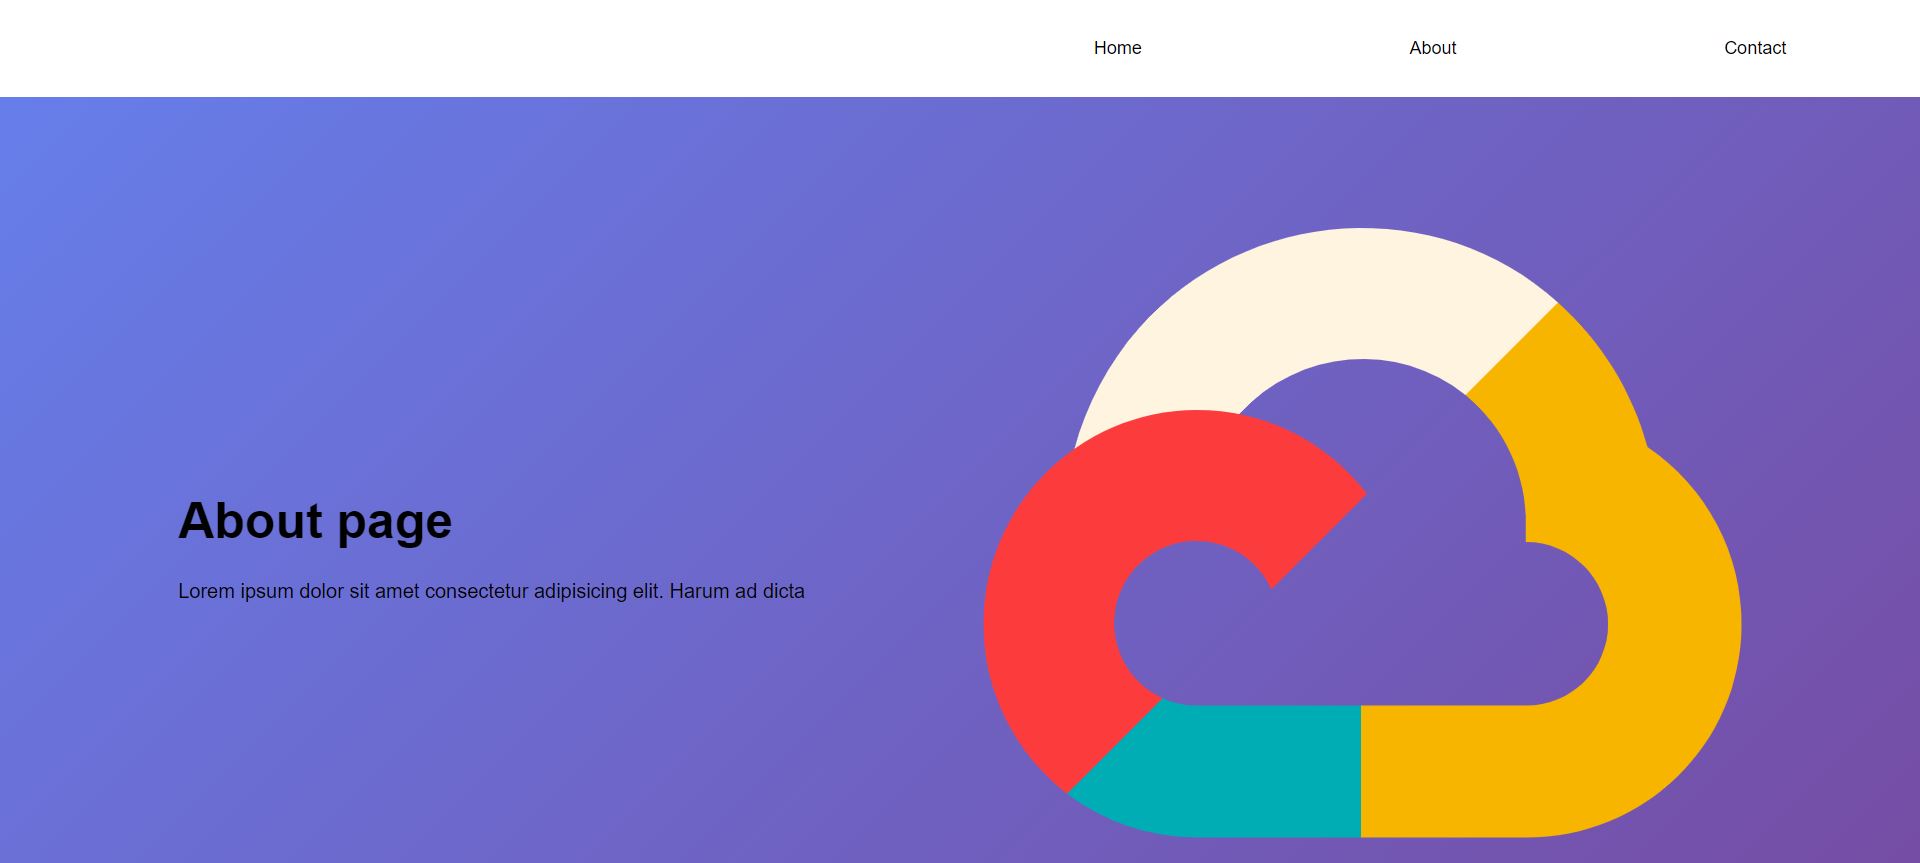 Home About Contact
About page
Lorem ipsum dolor sit amet consectetur adipisicing elit. Harum ad dicta